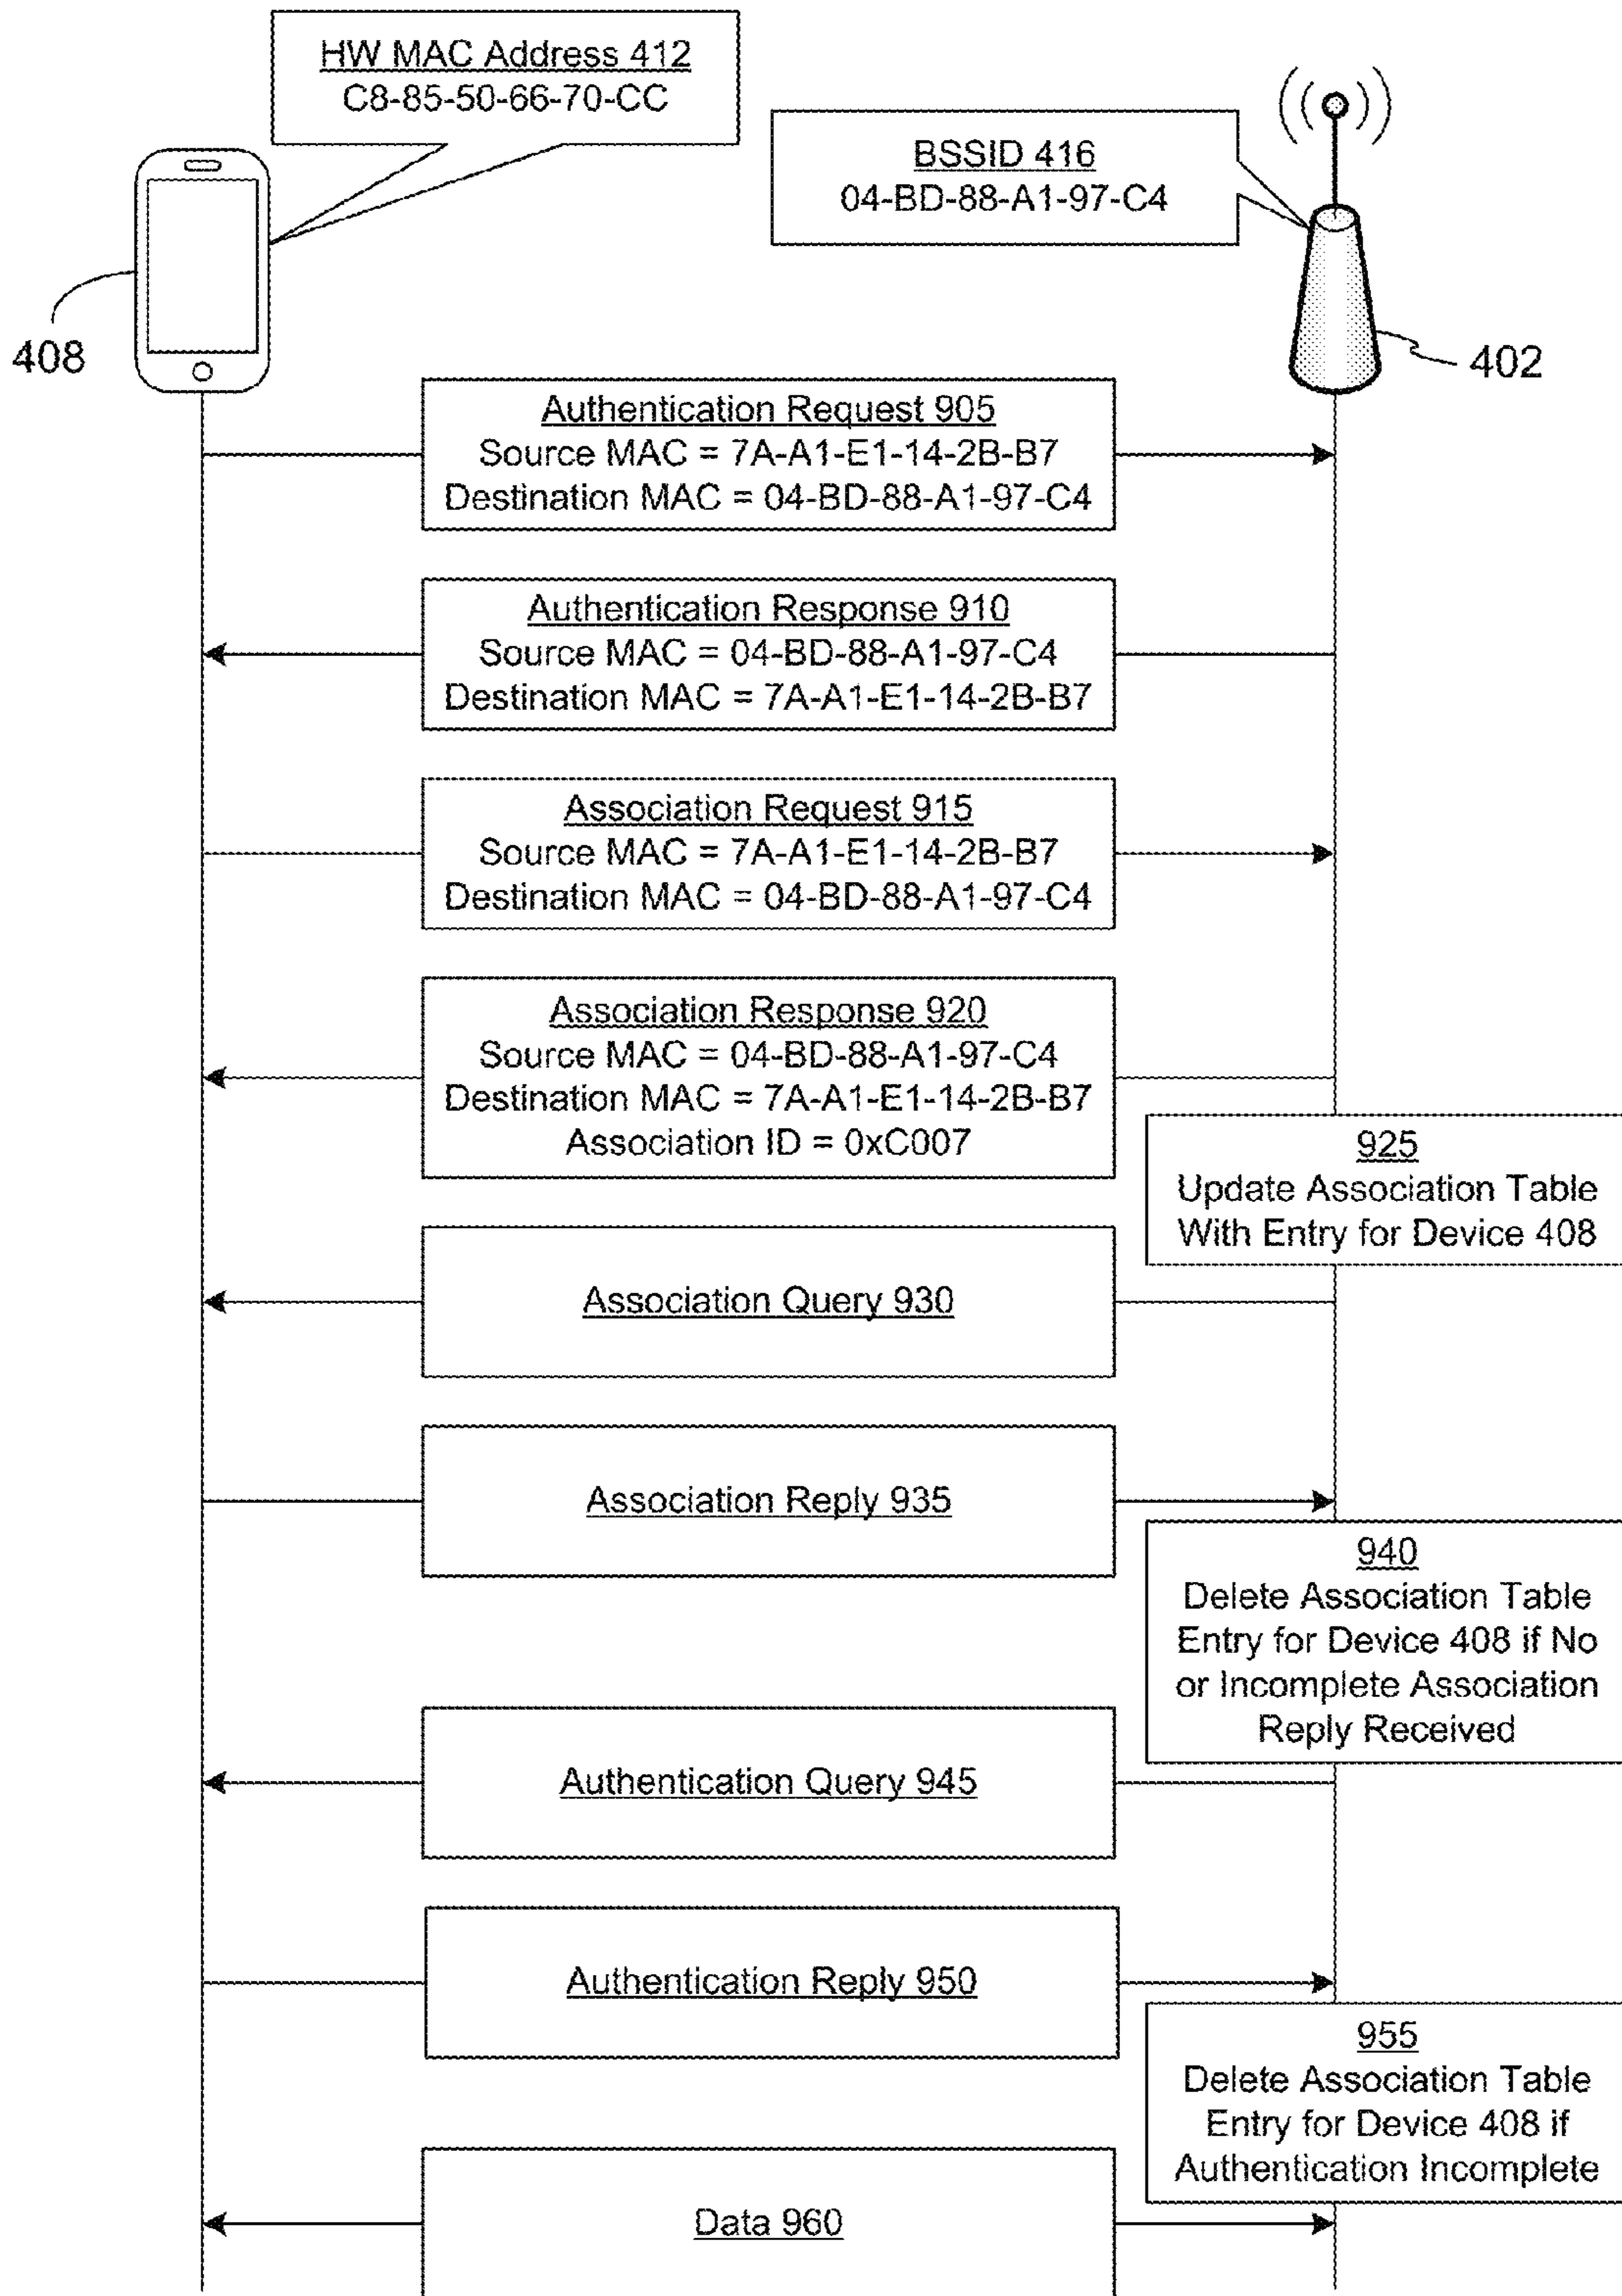 HW MAC Address 412
C8-85-50-66-70-CC
BSSID 416
04-BD-88-A1-97-C4
408
402
Authentication Request 905
Source MAC = 7A-A1-E1-14-2B-B7
Destination MAC = 04-BD-88-A1-97-C4
Authentication Response 910
Source MAC = 04-BD-88-A1-97-C4
Destination MAC = 7A-A1-E1-14-2B-B7
Association Request 915
Source MAC = 7A-A1-E1-14-2B-B7
Destination MAC = 04-BD-88-A1-97-C4
Association Response 920
Source MAC = 04-BD-88-A1-97-C4
Destination MAC = 7A-A1-E1-14-2B-B7
Association ID = 0xC007
925
Update Association Table
With Entry for Device 408
Association Query 930
Association Reply 935
940
Delete Association Table
Entry for Device 408 if No
or Incomplete Association
Reply Received
Authentication Query 945
Authentication Reply 950
955
Delete Association Table
Entry for Device 408 if
Authentication Incomplete
Data 960